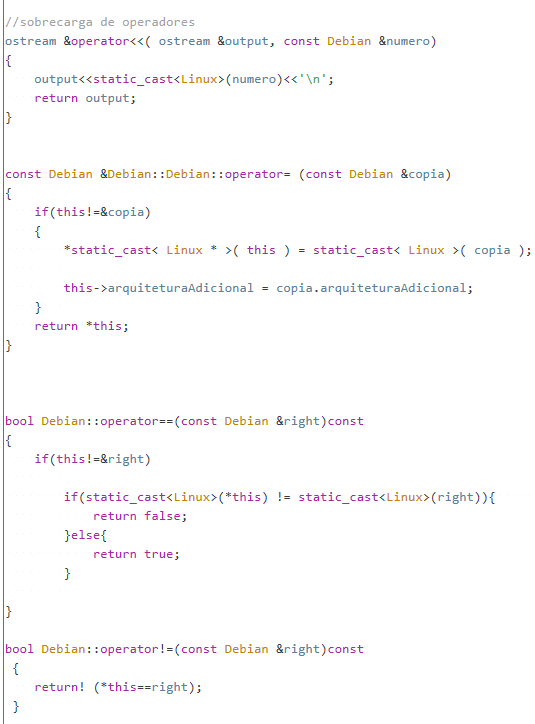 //sobrecarga de operadores
ostream &operator<<( ostream &output, const Debian &numero)
{
    output<<static_cast<Linux>(numero)<<'\n';
    return output;
}
const Debian &Debian::Debian::operator= (const Debian &copia)
{
    if(this!=&copia)
    {
        *static_cast< Linux * >( this ) = static_cast< Linux >( copia );
        this->arquiteturaAdicional = copia.arquiteturaAdicional;
    }
    return *this;
}
bool Debian::operator==(const Debian &right)const
{
    if(this!=&right)
        if(static_cast<Linux>(*this) != static_cast<Linux>(right)){
            return false;
        }else{
            return true;
        }
}
bool Debian::operator!=(const Debian &right)const
 {
    return! (*this==right);
 }